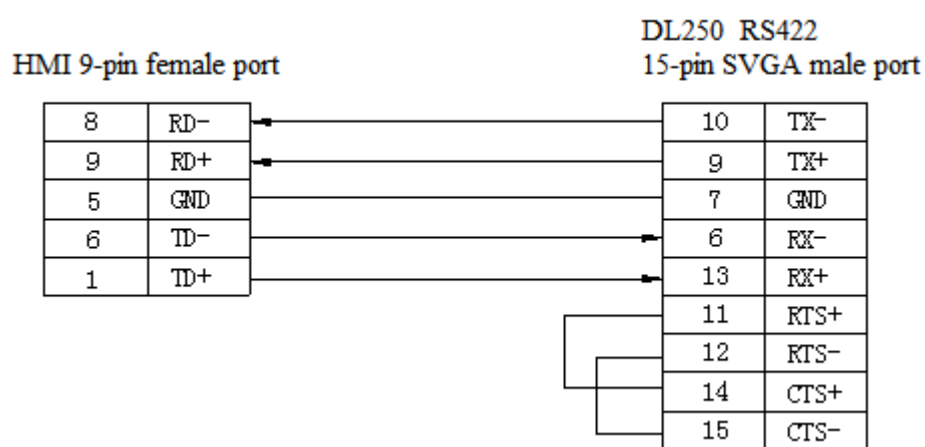 DL250 RS422
HMI 9-pin female port 15-pin SVGA male port
8 RD- 10 TX-
9 RD+ 9 TX+
5 GND 7 GND
6 TD- 6 RX-
1 TD+ 13 RX+
11 RTS+
12 RTS-
14 CTS+
15 CTS-